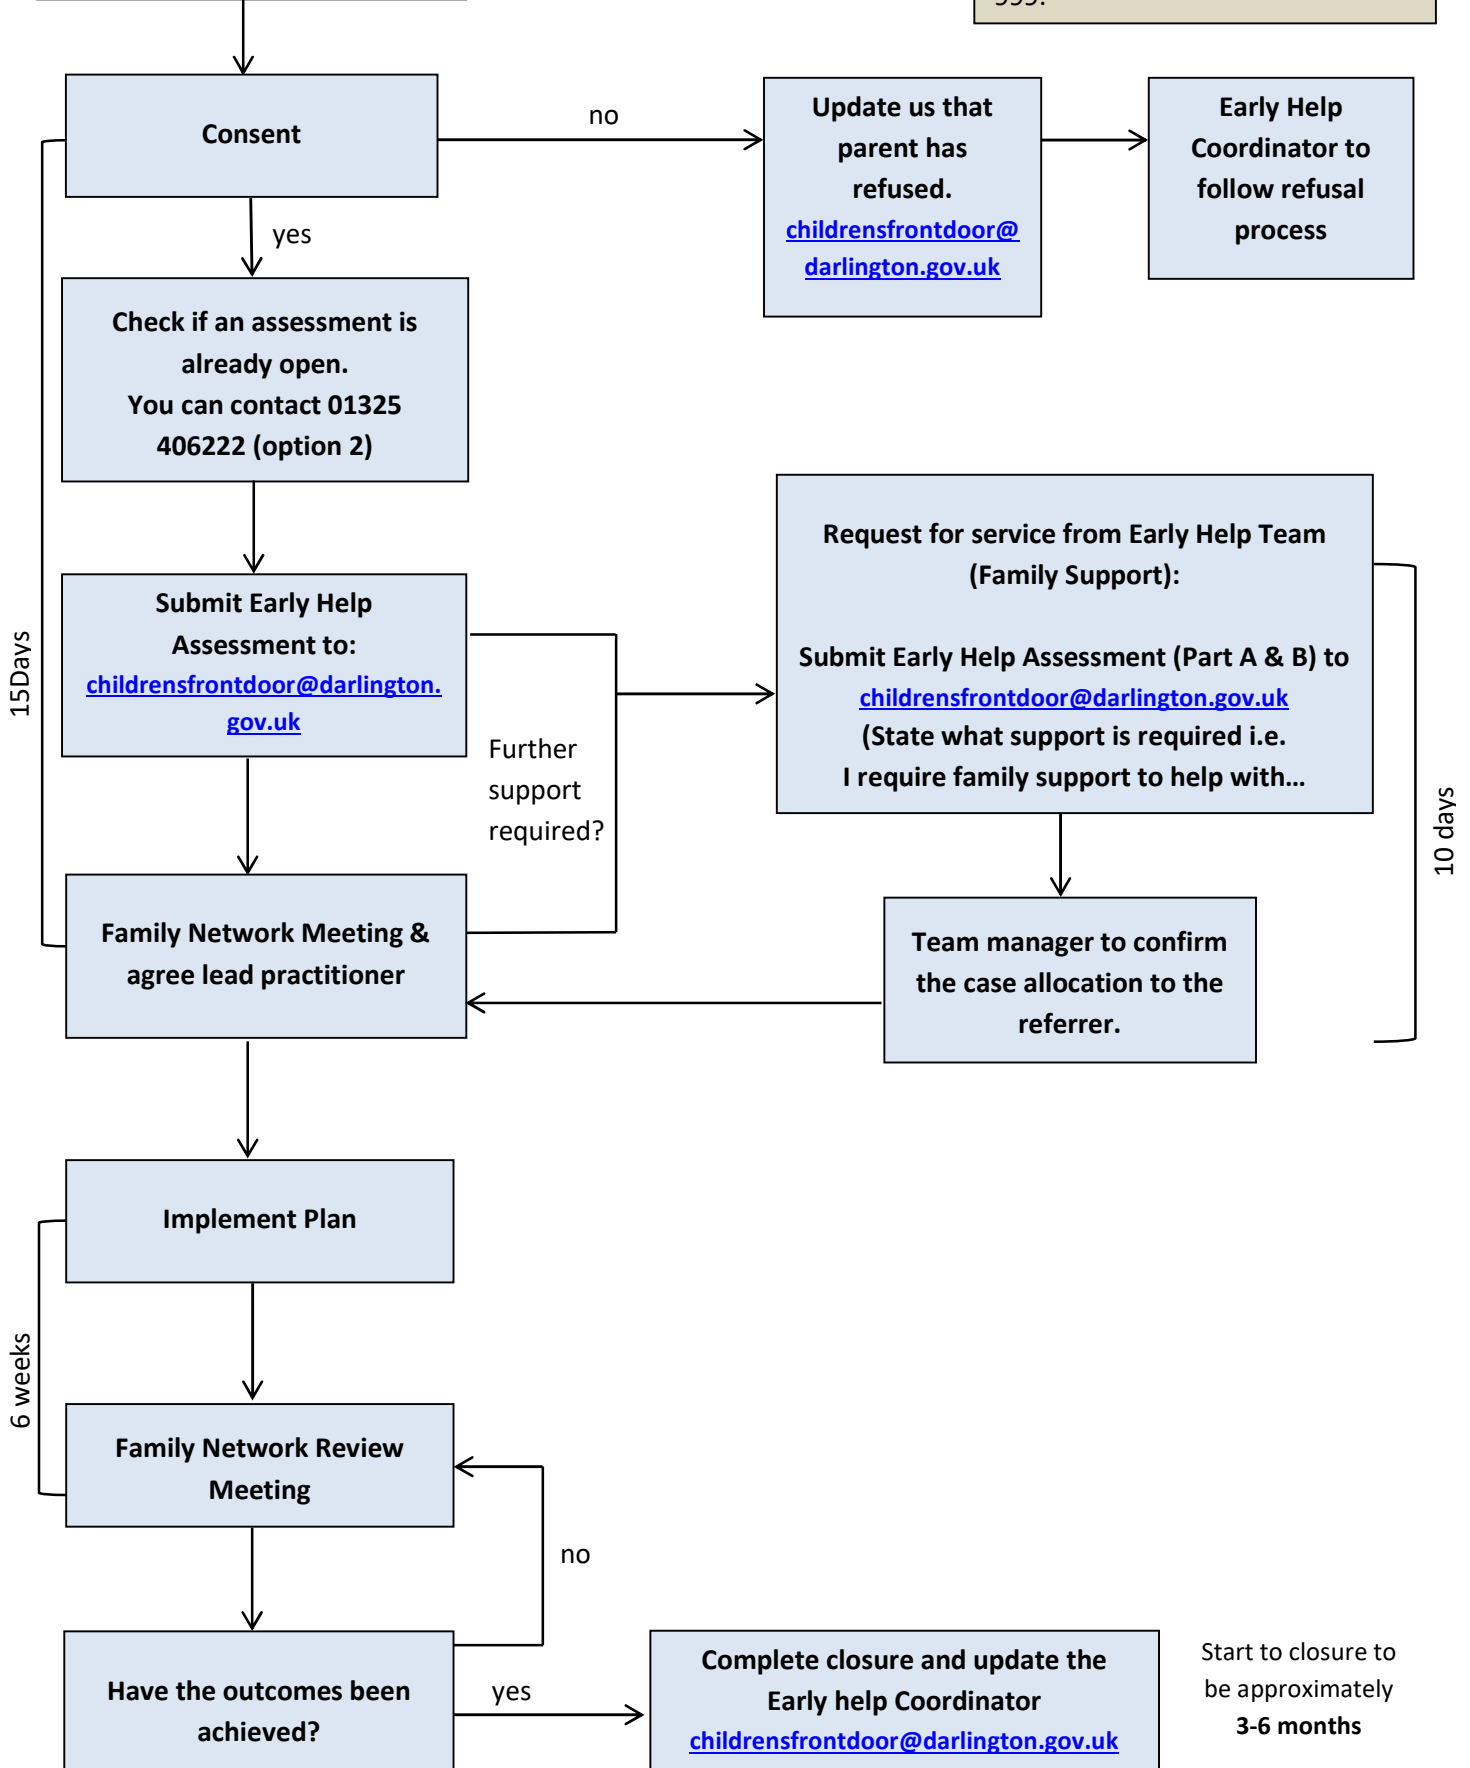 999.
Consent
no
Update us that
parent has
refused.
childrensfrontdoor@
darlington.gov.uk
Early Help
Coordinator to
follow refusal
process
yes
Check if an assessment is
already open.
You can contact 01325
406222 (option 2)
15Days
Submit Early Help
Assessment to:
childrensfrontdoor@darlington.
gov.uk
Further
support
required?
Request for service from Early Help Team
(Family Support):
Submit Early Help Assessment (Part A & B) to
childrensfrontdoor@darlington.gov.uk
(State what support is required i.e.
I require family support to help with…
10 days
Family Network Meeting &
agree lead practitioner
Team manager to confirm
the case allocation to the
referrer.
Implement Plan
6 weeks
Family Network Review
Meeting
no
Have the outcomes been
achieved?
yes
Complete closure and update the
Early help Coordinator
childrensfrontdoor@darlington.gov.uk
Start to closure to
be approximately
3-6 months